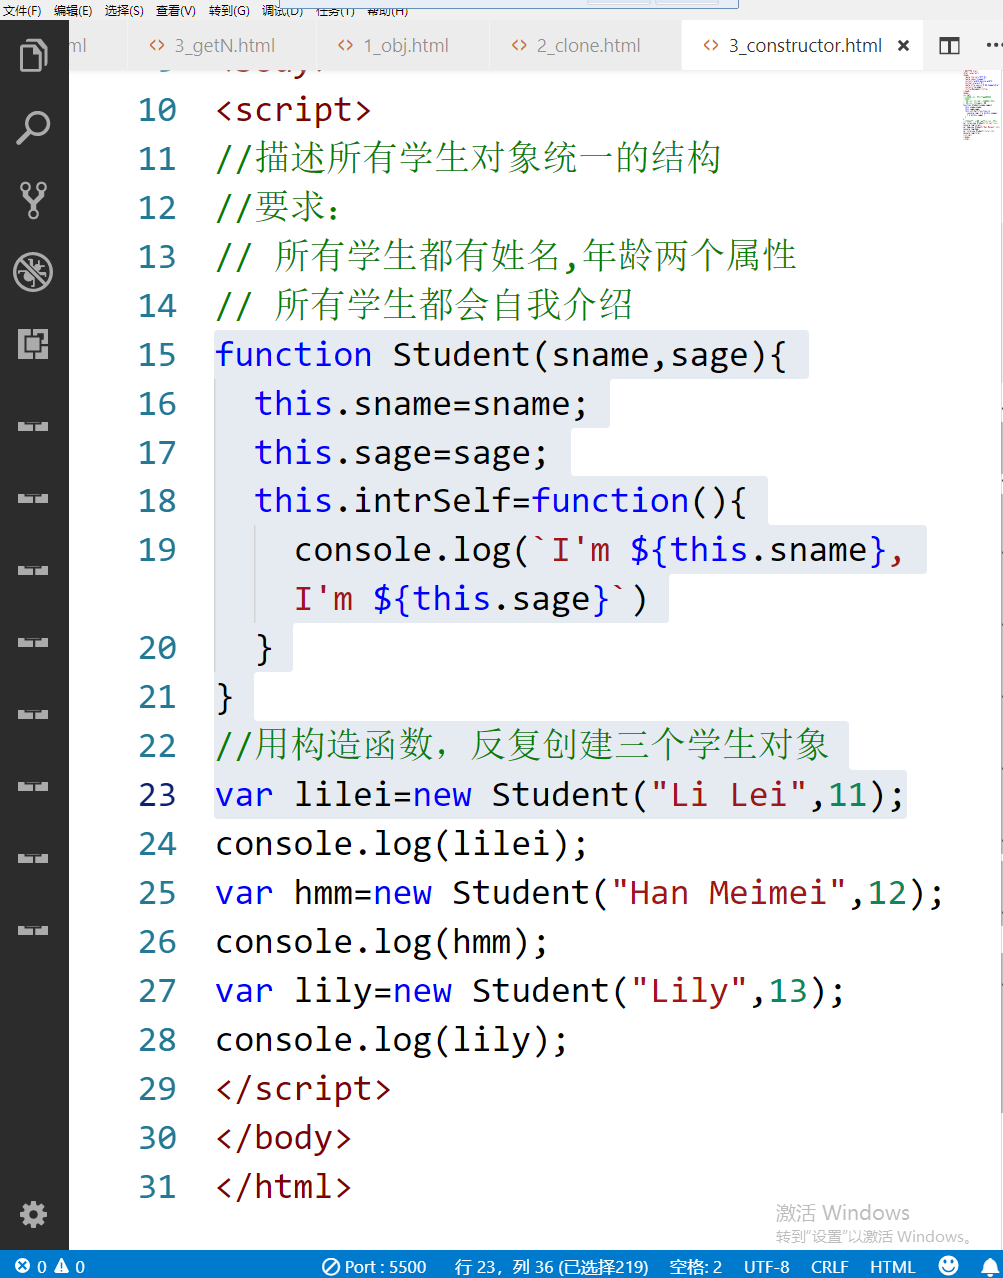 文件(F) 编辑(E) 选择(S) 查看(V) 转到(G) 调试(D) 任务(T) 帮助(H)
ml <> 3_getN.html <> 1_obj.html <> 2_clone.html <> 3_constructor.html ×
9 <body>
10 <script>
11 //描述所有学生对象统一的结构
12 //要求：
13 // 所有学生都有姓名,年龄两个属性
14 // 所有学生都会自我介绍
15 function Student(sname,sage){
16 this.sname=sname;
17 this.sage=sage;
18 this.intrSelf=function(){
19 console.log(`I'm ${this.sname},
I'm ${this.sage}`)
20 }
21 }
22 //用构造函数，反复创建三个学生对象
23 var lilei=new Student("Li Lei",11);
24 console.log(lilei);
25 var hmm=new Student("Han Meimei",12);
26 console.log(hmm);
27 var lily=new Student("Lily",13);
28 console.log(lily);
29 </script>
30 </body>
31 </html>
激活 Windows
转到"设置"以激活 Windows。
0 0 Port : 5500 行 23，列 36 (已选择219) 空格: 2 UTF-8 CRLF HTML